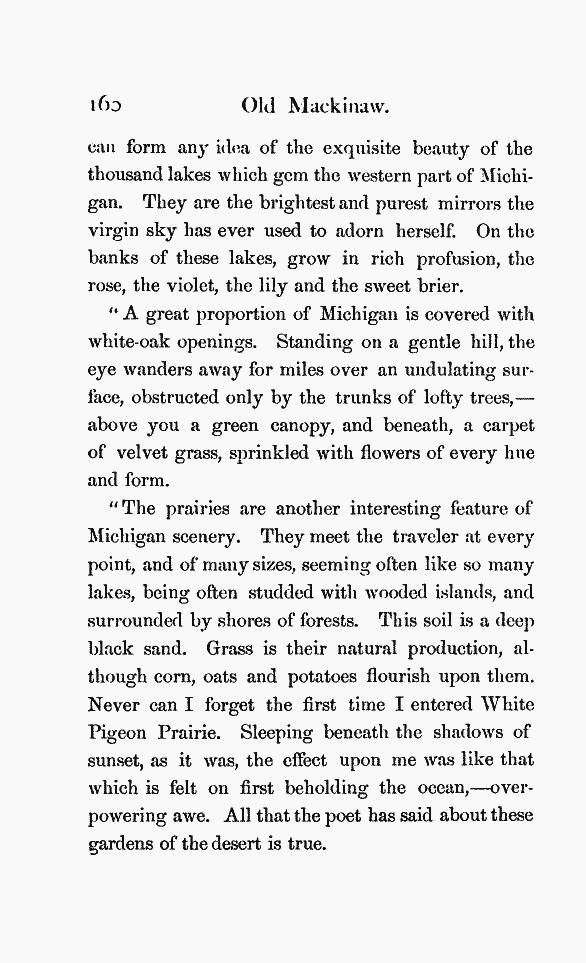 160 Old Mackinaw.
can form any idea of the exquisite beauty of the
thousand lakes which gem the western part of Michi-
gan. They are the brightest and purest mirrors the
virgin sky has ever used to adorn herself. On the
banks of these lakes, grow in rich profusion, the
rose, the violet, the lily and the sweet brier.
"A great proportion of Michigan is covered with
white-oak openings. Standing on a gentle hill, the
eye wanders away for miles over an undulating sur-
face, obstructed only by the trunks of lofty trees,—
above you a green canopy, and beneath, a carpet
of velvet grass, sprinkled with flowers of every hue
and form.
"The prairies are another interesting feature of
Michigan scenery. They meet the traveler at every
point, and of many sizes, seeming often like so many
lakes, being often studded with wooded islands, and
surrounded by shores of forests. This soil is a deep
black sand. Grass is their natural production, al-
though corn, oats and potatoes flourish upon them.
Never can I forget the first time I entered White
Pigeon Prairie. Sleeping beneath the shadows of
sunset, as it was, the effect upon me was like that
which is felt on first beholding the ocean,—over-
powering awe. All that the poet has said about these
gardens of the desert is true.